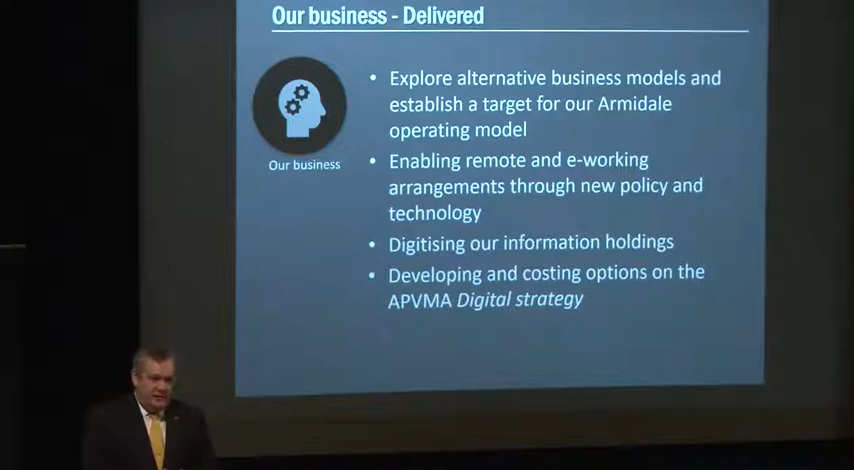 Our business - Delivered
• Explore alternative business models and
establish a target for our Armidale
operating model
Our business
• Enabling remote and e-working
arrangements through new policy and
technology
• Digitising our information holdings
• Developing and costing options on the
APVMA Digital strategy